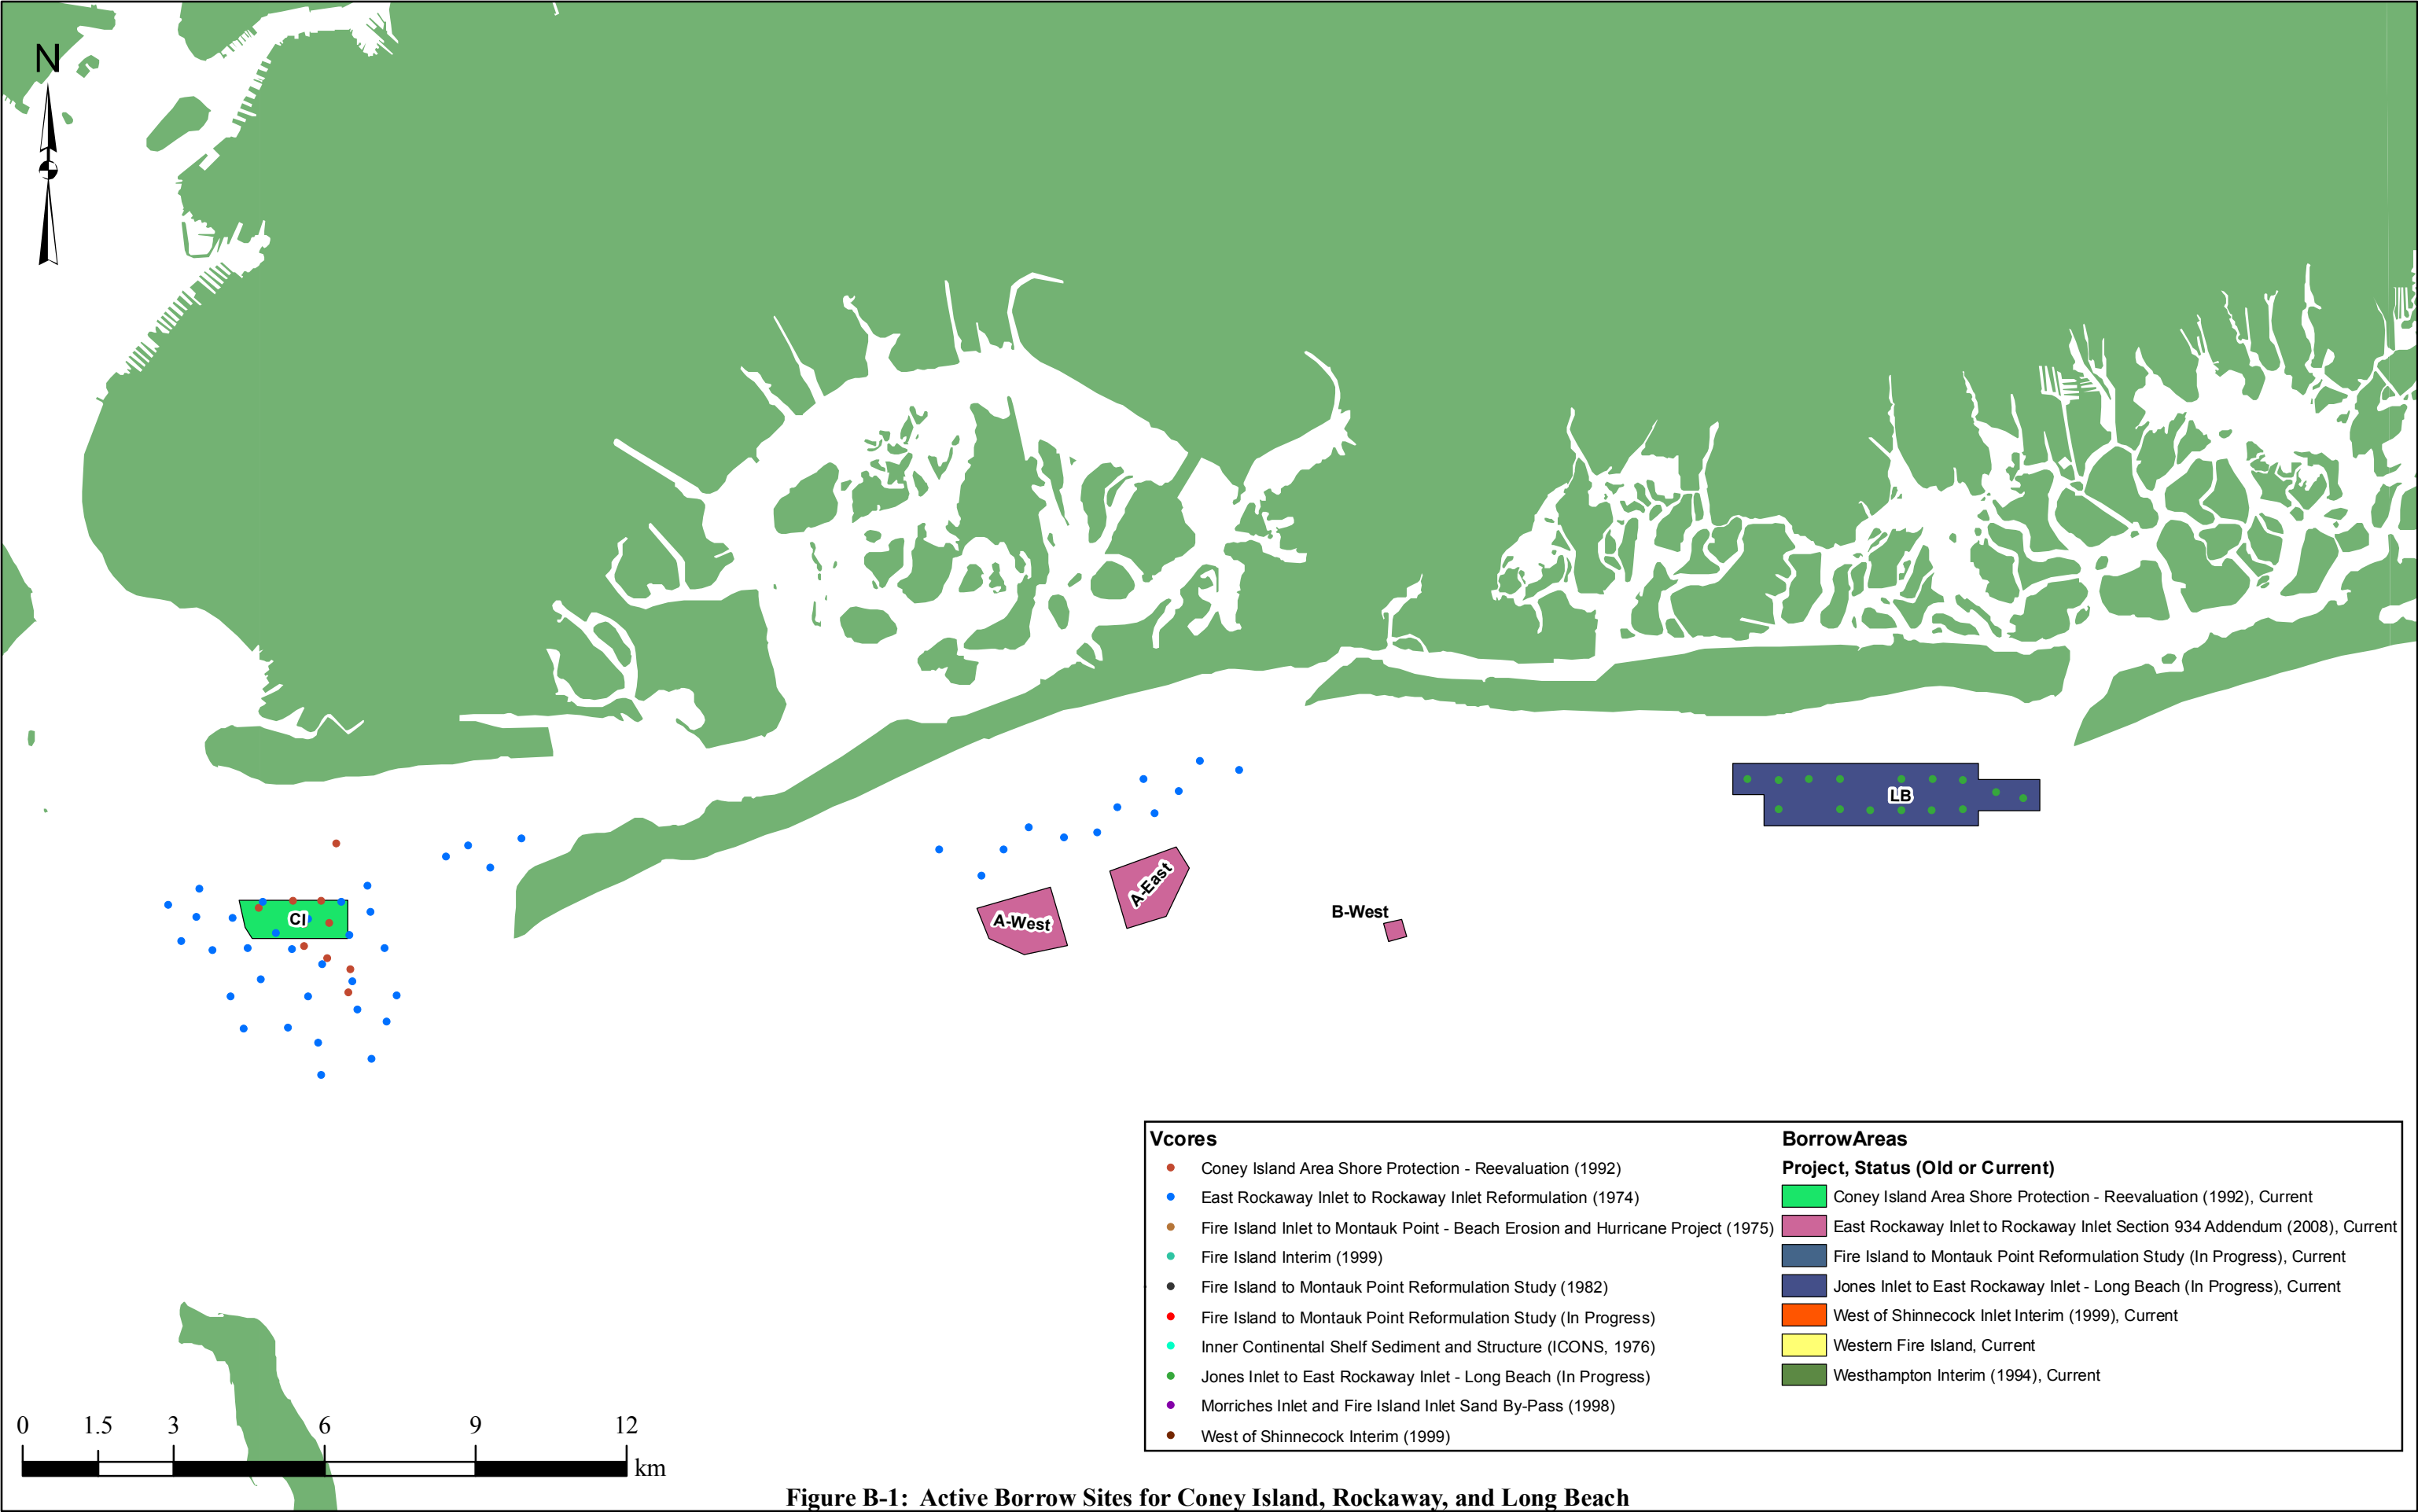 N
CI
A-West
A-East
B-West
LB
Vcores
Coney Island Area Shore Protection - Reevaluation (1992)
East Rockaway Inlet to Rockaway Inlet Reformulation (1974)
Fire Island Inlet to Montauk Point - Beach Erosion and Hurricane Project (1975)
Fire Island Interim (1999)
Fire Island to Montauk Point Reformulation Study (1982)
Fire Island to Montauk Point Reformulation Study (In Progress)
Inner Continental Shelf Sediment and Structure (ICONS, 1976)
Jones Inlet to East Rockaway Inlet - Long Beach (In Progress)
Morriches Inlet and Fire Island Inlet Sand By-Pass (1998)
West of Shinnecock Interim (1999)
BorrowAreas
Project, Status (Old or Current)
Coney Island Area Shore Protection - Reevaluation (1992), Current
East Rockaway Inlet to Rockaway Inlet Section 934 Addendum (2008), Current
Fire Island to Montauk Point Reformulation Study (In Progress), Current
Jones Inlet to East Rockaway Inlet - Long Beach (In Progress), Current
West of Shinnecock Inlet Interim (1999), Current
Western Fire Island, Current
Westhampton Interim (1994), Current
0 1.5 3 6 9 12
km
Figure B-1: Active Borrow Sites for Coney Island, Rockaway, and Long Beach